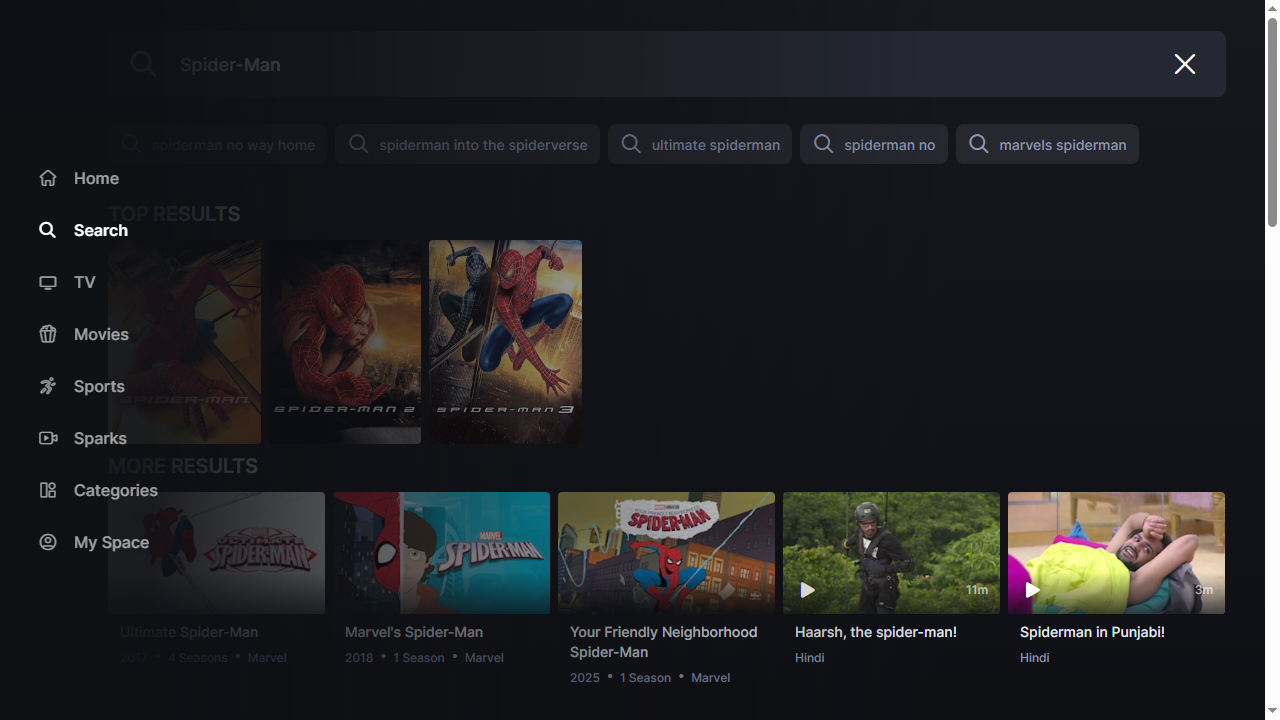 Spider-Man
spiderman no way home
spiderman into the spiderverse
ultimate spiderman
spiderman no
marvels spiderman
Home
Search
TV
Movies
Sports
Sparks
Categories
My Space
TOP RESULTS
SPIDER-MAN
SPIDER-MAN 2
SPIDER-MAN 3
MORE RESULTS
ULTIMATE
SPIDER-MAN
MARVEL
SPIDER-MAN
YOUR FRIENDLY NEIGHBORHOOD
SPIDER-MAN
11m
3m
Ultimate Spider-Man
2017 • 4 Seasons • Marvel
Marvel's Spider-Man
2018 • 1 Season • Marvel
Your Friendly Neighborhood
Spider-Man
2025 • 1 Season • Marvel
Haarsh, the spider-man!
Hindi
Spiderman in Punjabi!
Hindi